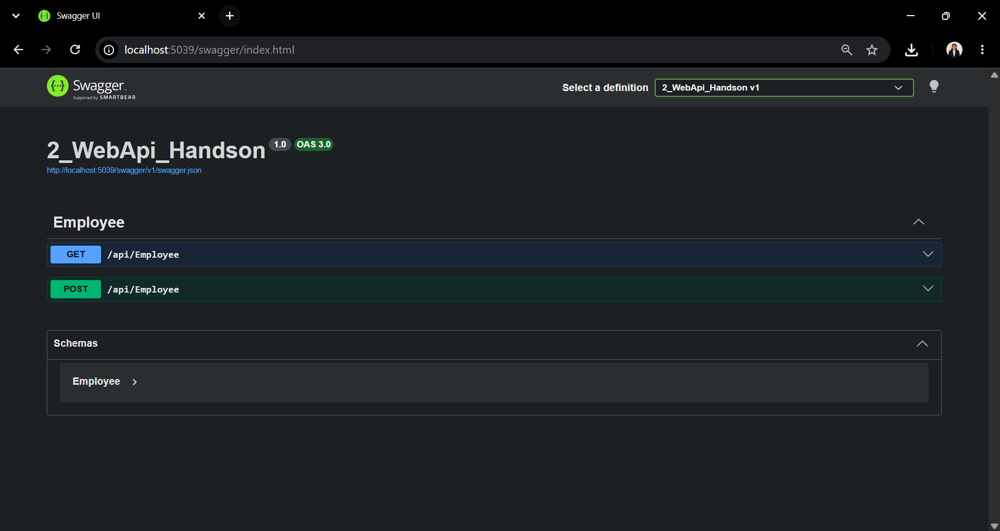 Swagger UI
localhost:5039/swagger/index.html
Swagger
Supported by SMARTBEAR
Select a definition
2_WebApi_Handson v1
2_WebApi_Handson 1.0 OAS 3.0
http://localhost:5039/swagger/v1/swagger.json
Employee
GET /api/Employee
POST /api/Employee
Schemas
Employee